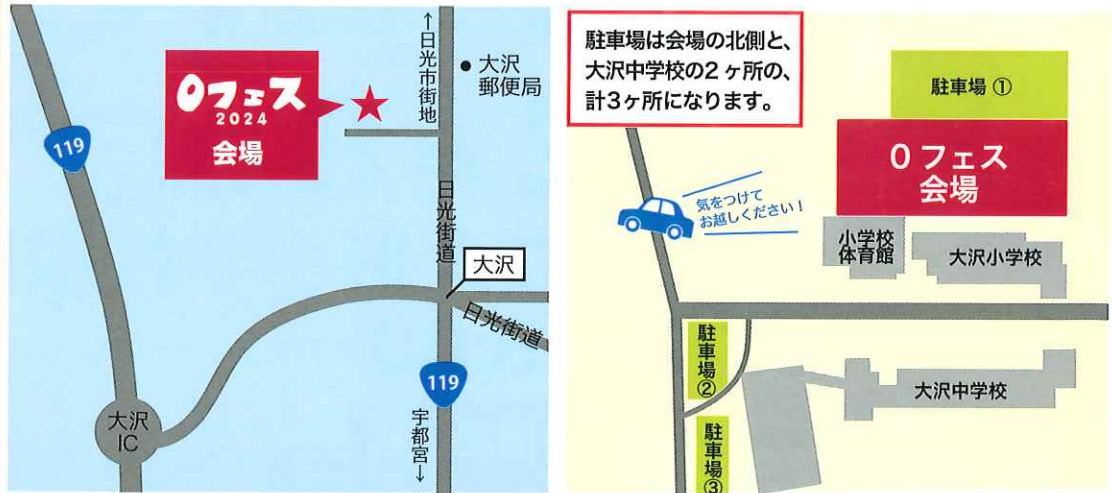 ←日光市街地
大沢
郵便局
0フェス
2024
会場
119
日光街道
大沢
日光街道
119
大沢
IC
宇都宮→
駐車場は会場の北側と、
大沢中学校の2ヶ所の、
計3ヶ所になります。
駐車場 ①
0フェス
会場
気をつけて
お越しください!
小学校
体育館
大沢小学校
駐車場②
大沢中学校
駐車場③